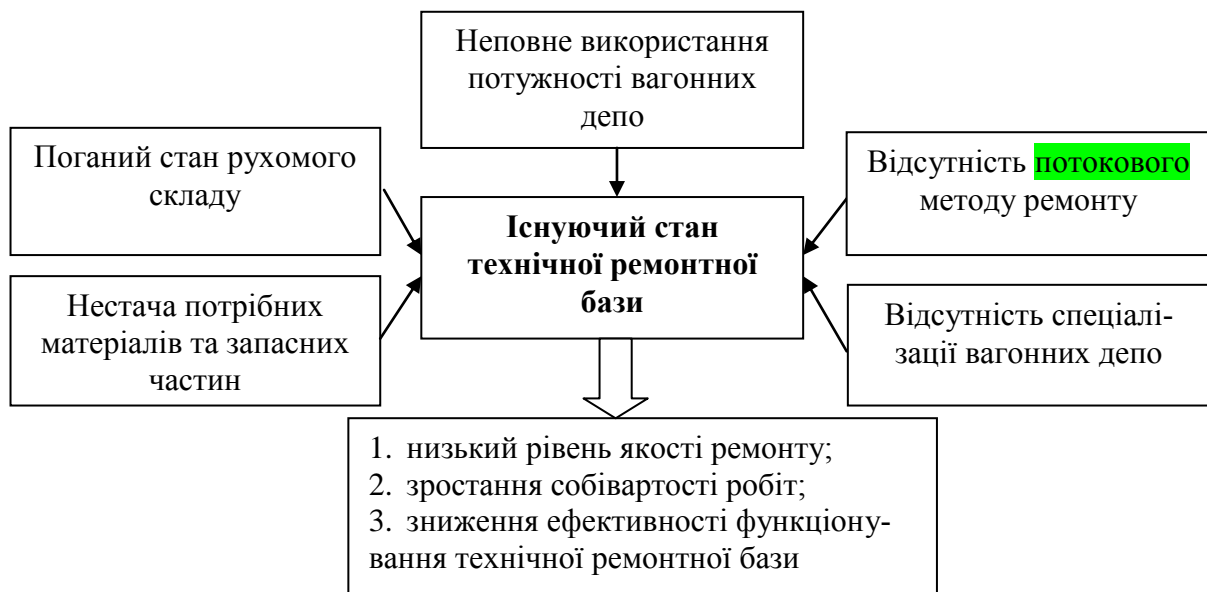 Неповне використання
потужності вагонних
депо
Поганий стан рухомого
складу
Відсутність потокового
методу ремонту
Існуючий стан
технічної ремонтної
бази
Нестача потрібних
матеріалів та запасних
частин
Відсутність спеціалі-
зації вагонних депо
1. низький рівень якості ремонту;
2. зростання собівартості робіт;
3. зниження ефективності функціону-
вання технічної ремонтної бази